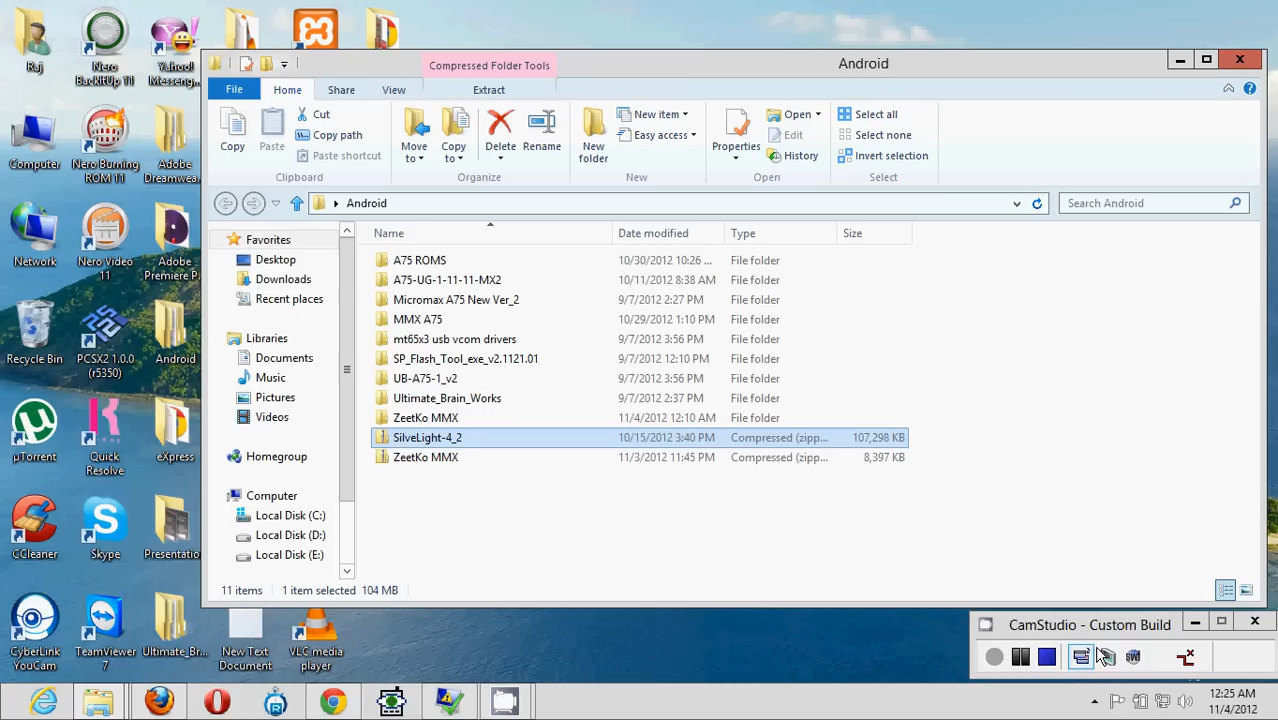 Raj
Nero BackItUp 11
Yahoo! Messeng...
Computer
Nero Burning ROM 11
Adobe Dreamwea...
Network
Nero Video 11
Adobe Premiere P...
Recycle Bin
PCSX2 1.0.0 (r5350)
Android
µTorrent
Quick Resolve
eXpress
CCleaner
Skype
Presentatio...
CyberLink YouCam
TeamViewer 7
Ultimate_Br...
New Text Document
VLC media player
Compressed Folder Tools
Android
File Home Share View Extract
Copy
Paste
Cut
Copy path
Paste shortcut
Clipboard
Move to
Copy to
Delete
Rename
Organize
New folder
New item
Easy access
New
Properties
Open
Edit
History
Open
Select all
Select none
Invert selection
Select
Android
Search Android
Favorites
Desktop
Downloads
Recent places
Libraries
Documents
Music
Pictures
Videos
Homegroup
Computer
Local Disk (C:)
Local Disk (D:)
Local Disk (E:)
Name Date modified Type Size
A75 ROMS 10/30/2012 10:26 ... File folder
A75-UG-1-11-11-MX2 10/11/2012 8:38 AM File folder
Micromax A75 New Ver_2 9/7/2012 2:27 PM File folder
MMX A75 10/29/2012 1:10 PM File folder
mt65x3 usb vcom drivers 9/7/2012 3:56 PM File folder
SP_Flash_Tool_exe_v2.1121.01 9/7/2012 12:10 PM File folder
UB-A75-1_v2 9/7/2012 3:56 PM File folder
Ultimate_Brain_Works 9/7/2012 2:37 PM File folder
ZeetKo MMX 11/4/2012 12:10 AM File folder
SilveLight-4_2 10/15/2012 3:40 PM Compressed (zipp... 107,298 KB
ZeetKo MMX 11/3/2012 11:45 PM Compressed (zipp... 8,397 KB
11 items 1 item selected 104 MB
CamStudio - Custom Build
SW
12:25 AM
11/4/2012